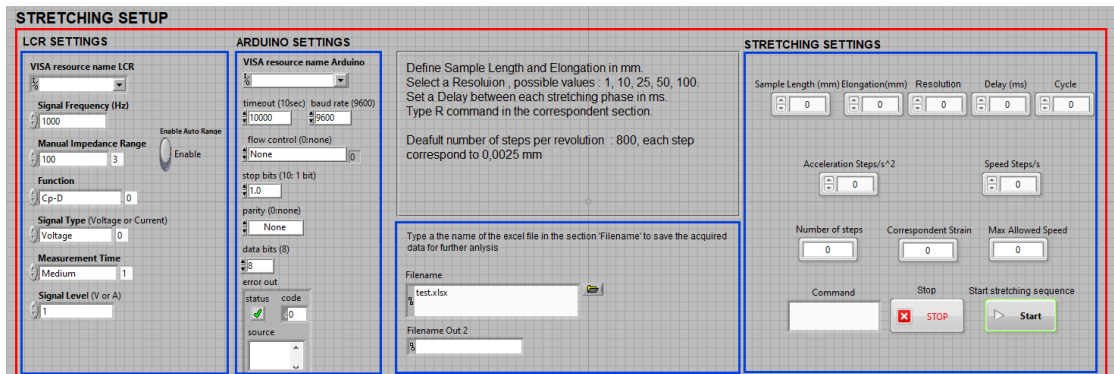 STRETCHING SETUP
LCR SETTINGS
VISA resource name LCR
Signal Frequency (Hz)
1000
Manual Impedance Range
100 3
Enable Auto Range
Enable
Function
Cp-D 0
Signal Type (Voltage or Current)
Voltage 0
Measurement Time
Medium 1
Signal Level (V or A)
1
ARDUINO SETTINGS
VISA resource name Arduino
timeout (10sec) baud rate (9600)
10000 9600
flow control (0:none)
None 0
stop bits (10: 1 bit)
1.0
parity (0:none)
None
data bits (8)
8
error out
status code
0
source
Define Sample Length and Elongation in mm.
Select a Resoluion , possible values : 1, 10, 25, 50, 100.
Set a Delay between each stretching phase in ms.
Type R command in the correspondent section.
Deafult number of steps per revolution : 800, each step
correspond to 0,0025 mm
Type a the name of the excel file in the section 'Filename" to save the acquired
data for further anlysis
Filename
test.xlsx
Filename Out 2
STRETCHING SETTINGS
Sample Length (mm) Elongation(mm) Resolution Delay (ms) Cycle
0 0 0 0 0
Acceleration Steps/s^2 Speed Steps/s
0 0
Number of steps Correspondent Strain Max Allowed Speed
0 0 0
Command Stop Start stretching sequence
STOP Start